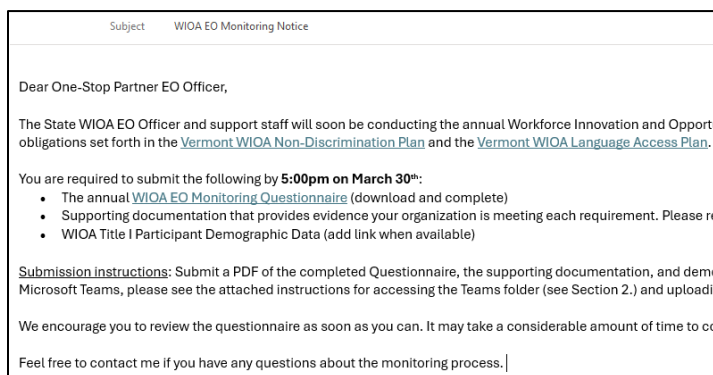 Subject WIOA EO Monitoring Notice
Dear One-Stop Partner EO Officer,
The State WIOA EO Officer and support staff will soon be conducting the annual Workforce Innovation and
obligations set forth in the Vermont WIOA Non-Discrimination Plan and the Vermont WIOA Language Access Plan.
You are required to submit the following by 5:00pm on March 30th:
• The annual WIOA EO Monitoring Questionnaire (download and complete)
• Supporting documentation that provides evidence your organization is meeting each requirement. Please
• WIOA Title I Participant Demographic Data (add link when available)
Submission instructions: Submit a PDF of the completed Questionnaire, the supporting documentation, and
Microsoft Teams, please see the attached instructions for accessing the Teams folder (see Section 2.) and
We encourage you to review the questionnaire as soon as you can. It may take a considerable amount of time to
Feel free to contact me if you have any questions about the monitoring process.